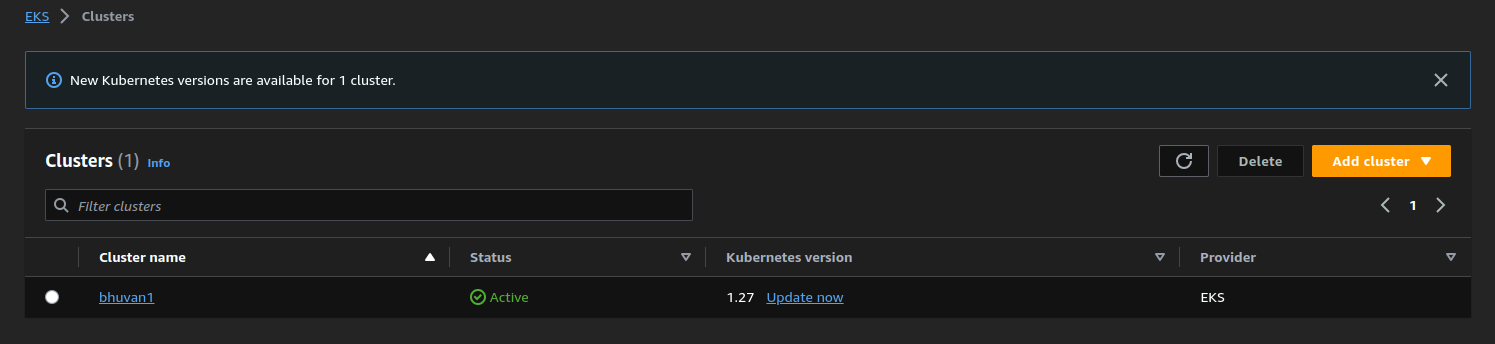 EKS > Clusters
New Kubernetes versions are available for 1 cluster.
Clusters (1) Info
Delete
Add cluster
Filter clusters
1
Cluster name Status Kubernetes version Provider
bhuvan1 Active 1.27 Update now EKS